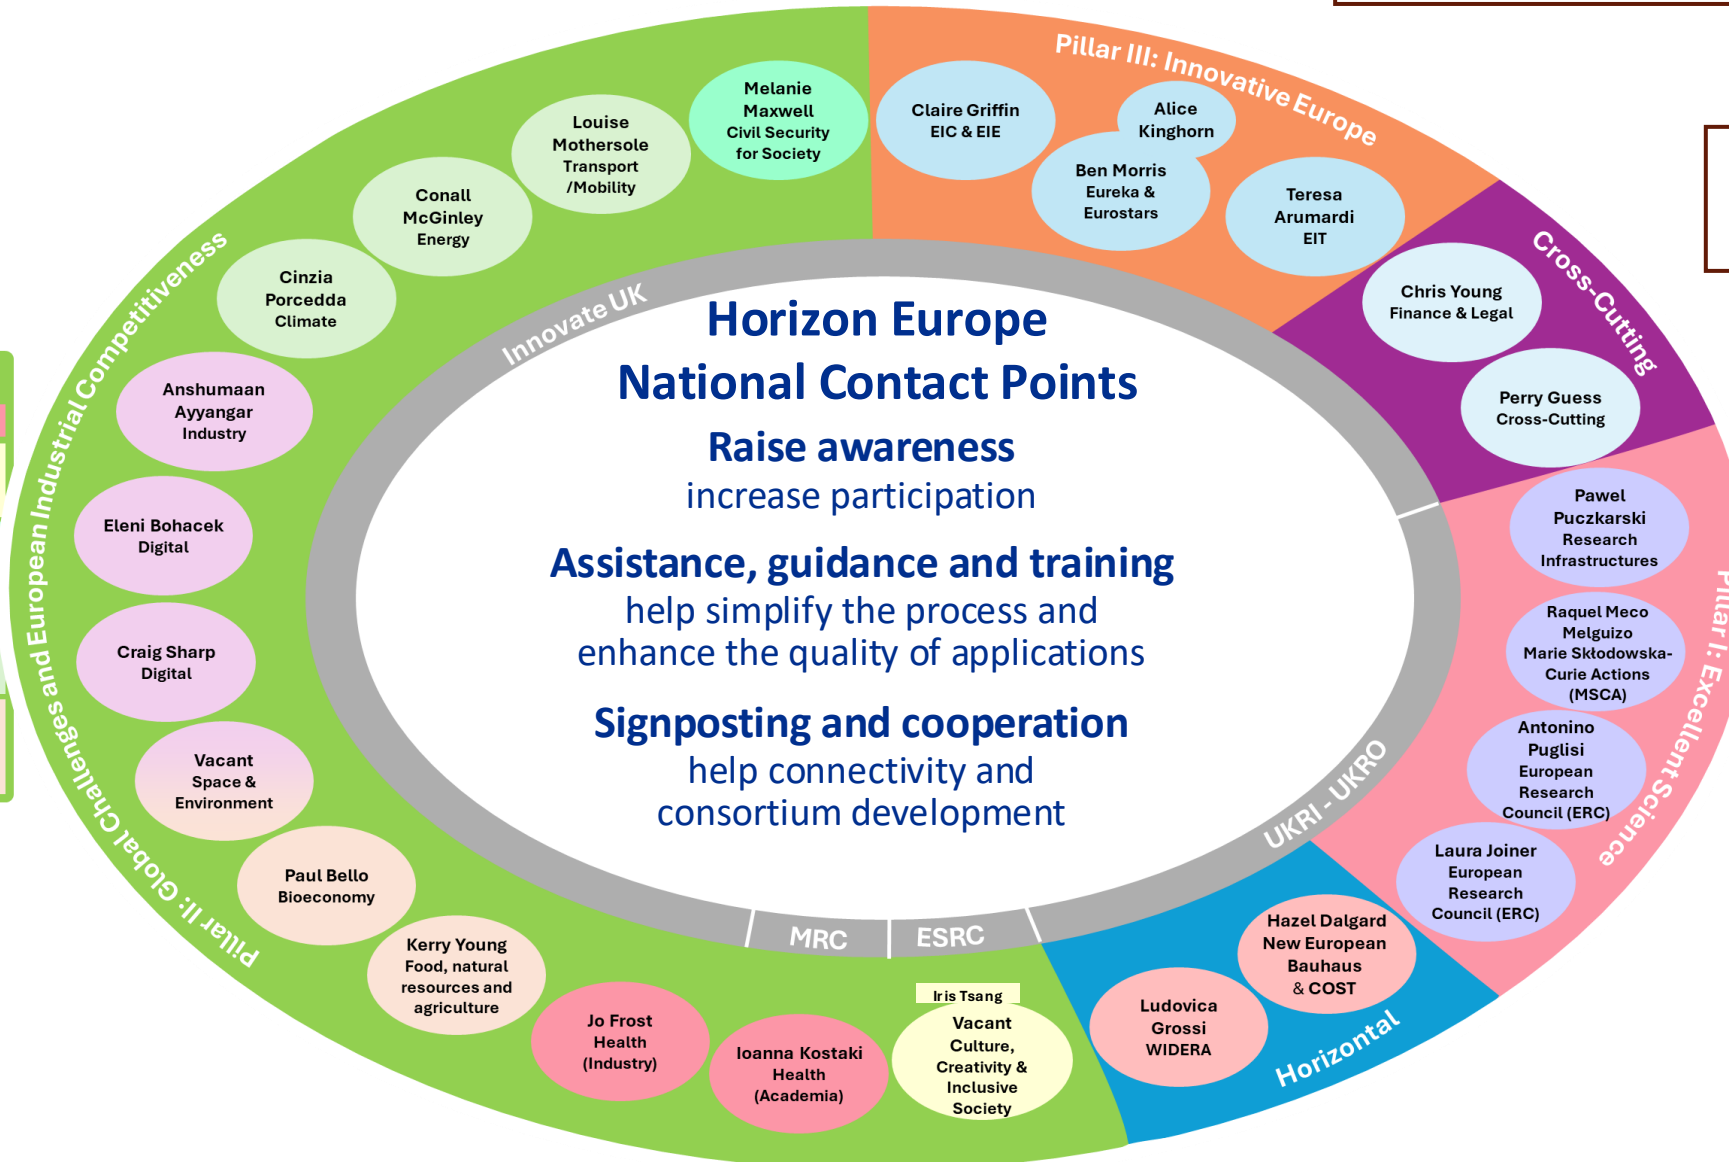 Horizon Europe
National Contact Points
Raise awareness
increase participation
Assistance, guidance and training
help simplify the process and
enhance the quality of applications
Signposting and cooperation
help connectivity and
consortium development
Innovate UK
UKRI - UKRO
ESRC
MRC
Pillar III: Innovative Europe
Claire Griffin
EIC & EIE
Alice
Kinghorn
Ben Morris
Eureka &
Eurostars
Teresa
Arumardi
EIT
Cross-Cutting
Chris Young
Finance & Legal
Perry Guess
Cross-Cutting
Pillar I: Excellent Science
Pawel
Puczkarski
Research
Infrastructures
Raquel Meco
Melguizo
Marie Skłodowska-
Curie Actions
(MSCA)
Antonino
Puglisi
European
Research
Council (ERC)
Laura Joiner
European
Research
Council (ERC)
Horizontal
Hazel Dalgard
New European
Bauhaus
& COST
Ludovica
Grossi
WIDERA
Pillar II: Global Challenges and European Industrial Competitiveness
Iris Tsang
Vacant
Culture,
Creativity &
Inclusive
Society
Ioanna Kostaki
Health
(Academia)
Jo Frost
Health
(Industry)
Kerry Young
Food, natural
resources and
agriculture
Paul Bello
Bioeconomy
Vacant
Space &
Environment
Craig Sharp
Digital
Eleni Bohacek
Digital
Anshumaan
Ayyangar
Industry
Cinzia
Porcedda
Climate
Conall
McGinley
Energy
Louise
Mothersole
Transport
/Mobility
Melanie
Maxwell
Civil Security
for Society